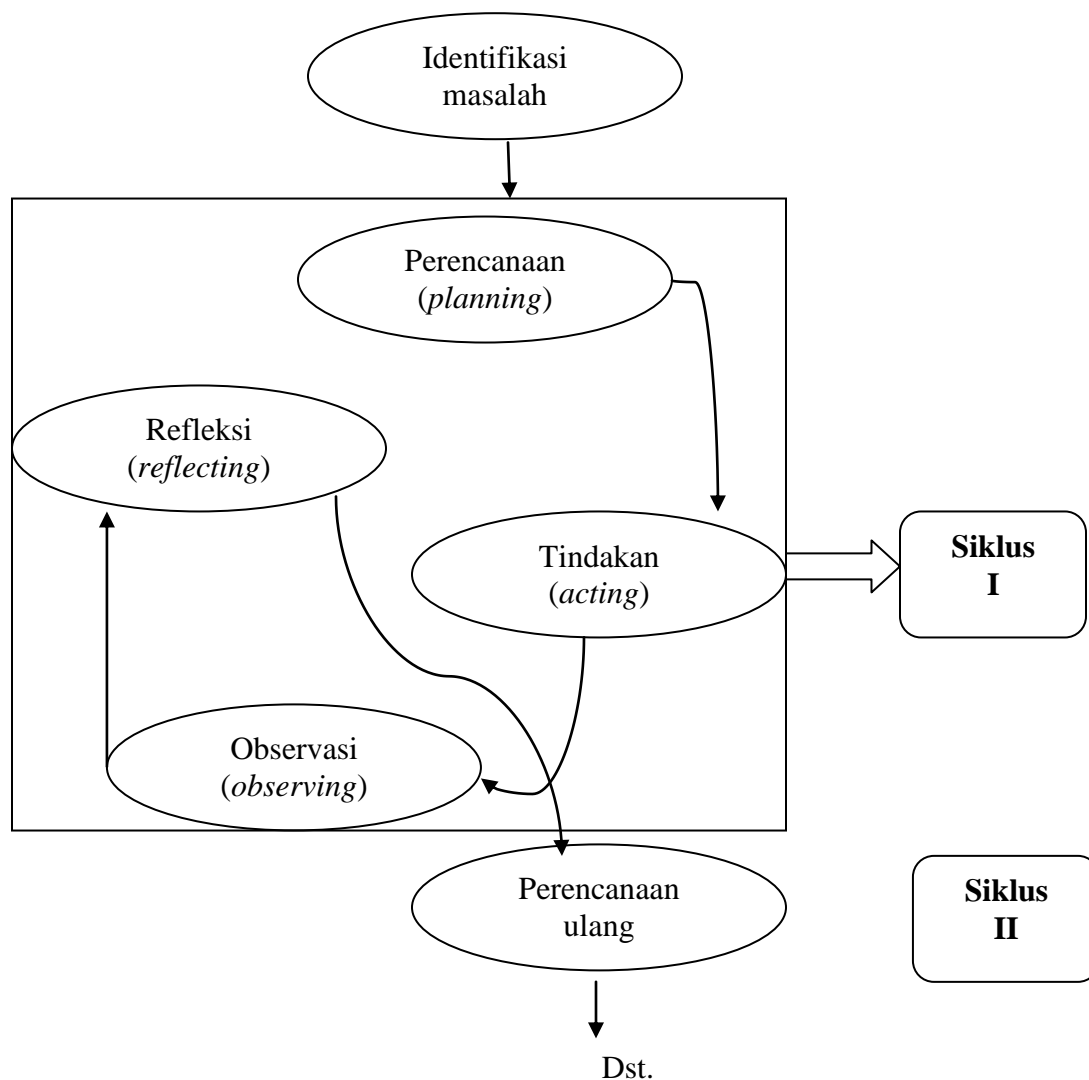 Identifikasi
masalah
Perencanaan
(planning)
Refleksi
(reflecting)
Tindakan
(acting)
Siklus
I
Observasi
(observing)
Perencanaan
ulang
Siklus
II
Dst.